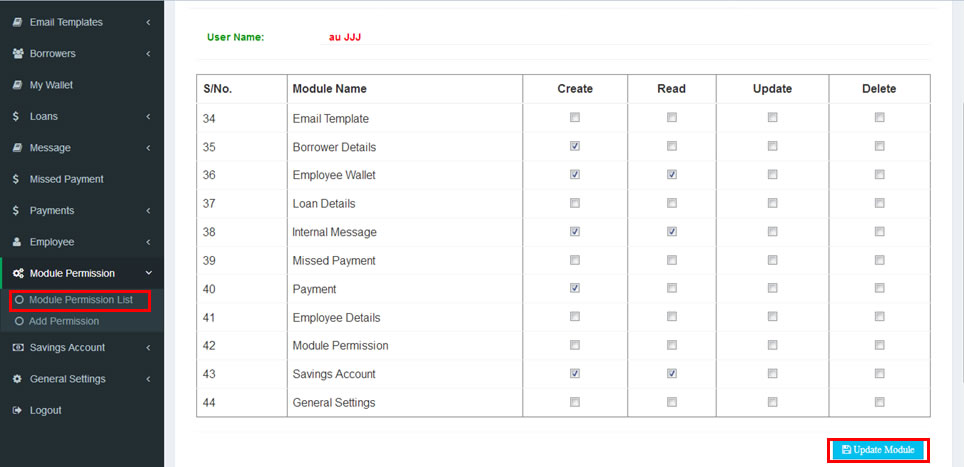 Email Templates
Borrowers
My Wallet
Loans
Message
Missed Payment
Payments
Employee
Module Permission
Module Permission List
Add Permission
Savings Account
General Settings
Logout
User Name: au JJJ
S/No. Module Name Create Read Update Delete
34 Email Template
35 Borrower Details
36 Employee Wallet
37 Loan Details
38 Internal Message
39 Missed Payment
40 Payment
41 Employee Details
42 Module Permission
43 Savings Account
44 General Settings
Update Module